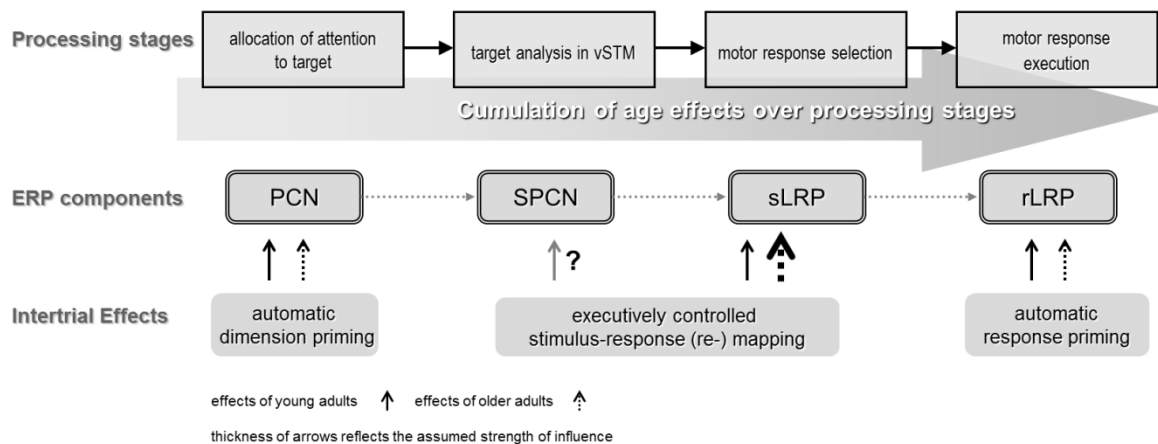 Processing stages
allocation of attention
to target
target analysis in vSTM
motor response selection
motor response
execution
Cumulation of age effects over processing stages
ERP components
PCN
SPCN
sLRP
rLRP
?
Intertrial Effects
automatic
dimension priming
executively controlled
stimulus-response (re-) mapping
automatic
response priming
effects of young adults
effects of older adults
thickness of arrows reflects the assumed strength of influence